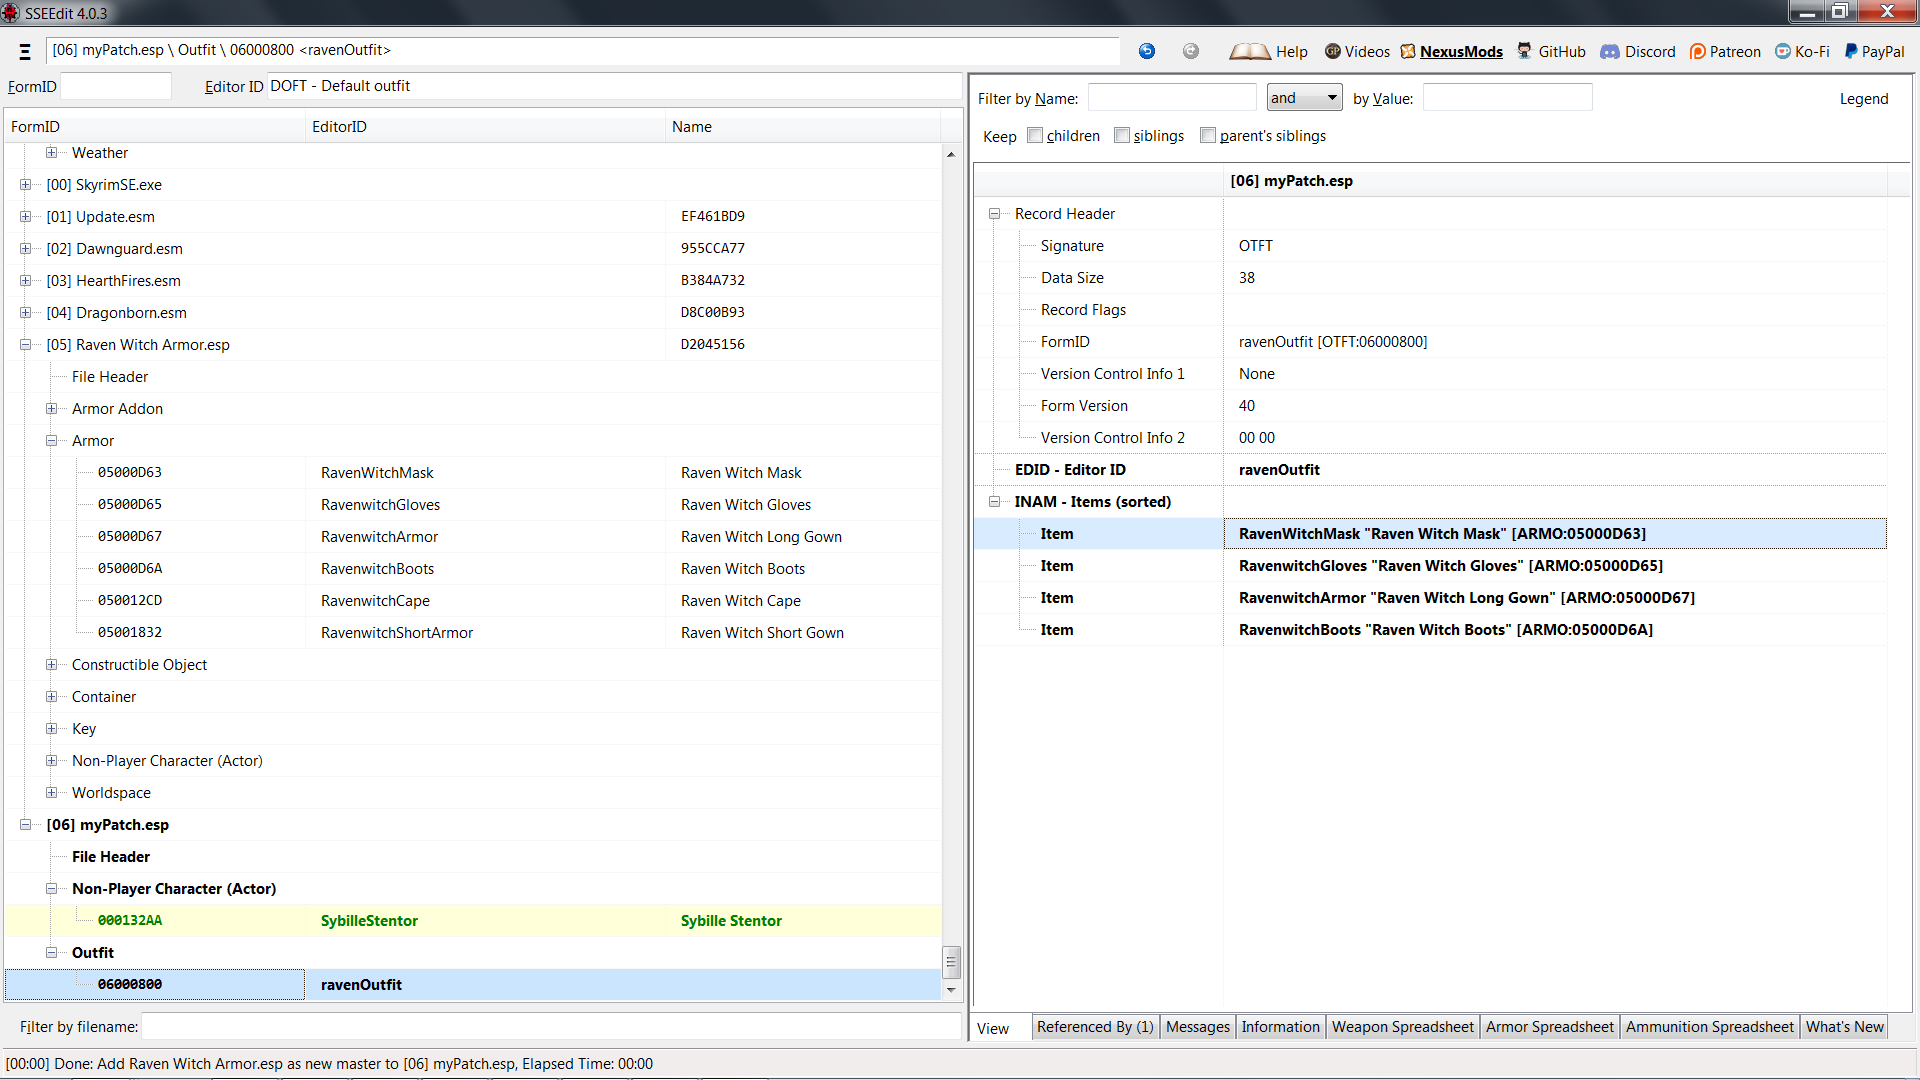 SSEEdit 4.0.3
[06] myPatch.esp \ Outfit \ 06000800 <ravenOutfit>
Help
GP Videos
NexusMods
GitHub
Discord
Patreon
Ko-Fi
PayPal
FormID
Editor ID DOFT - Default outfit
FormID EditorID Name
Weather
[00] SkyrimSE.exe
[01] Update.esm EF461BD9
[02] Dawnguard.esm 955CCA77
[03] HearthFires.esm B384A732
[04] Dragonborn.esm D8C00B93
[05] Raven Witch Armor.esp D2045156
File Header
Armor Addon
Armor
05000D63 RavenWitchMask Raven Witch Mask
05000D65 RavenwitchGloves Raven Witch Gloves
05000D67 RavenwitchArmor Raven Witch Long Gown
05000D6A RavenwitchBoots Raven Witch Boots
050012CD RavenwitchCape Raven Witch Cape
05001832 RavenwitchShortArmor Raven Witch Short Gown
Constructible Object
Container
Key
Non-Player Character (Actor)
Worldspace
[06] myPatch.esp
File Header
Non-Player Character (Actor)
000132AA SybilleStentor Sybille Stentor
Outfit
06000800 ravenOutfit
Filter by filename:
Filter by Name: and by Value: Legend
Keep children siblings parent's siblings
[06] myPatch.esp
Record Header
Signature OTFT
Data Size 38
Record Flags
FormID ravenOutfit [OTFT:06000800]
Version Control Info 1 None
Form Version 40
Version Control Info 2 00 00
EDID - Editor ID ravenOutfit
INAM - Items (sorted)
Item RavenWitchMask "Raven Witch Mask" [ARMO:05000D63]
Item RavenwitchGloves "Raven Witch Gloves" [ARMO:05000D65]
Item RavenwitchArmor "Raven Witch Long Gown" [ARMO:05000D67]
Item RavenwitchBoots "Raven Witch Boots" [ARMO:05000D6A]
View Referenced By (1) Messages Information Weapon Spreadsheet Armor Spreadsheet Ammunition Spreadsheet What's New
[00:00] Done: Add Raven Witch Armor.esp as new master to [06] myPatch.esp, Elapsed Time: 00:00